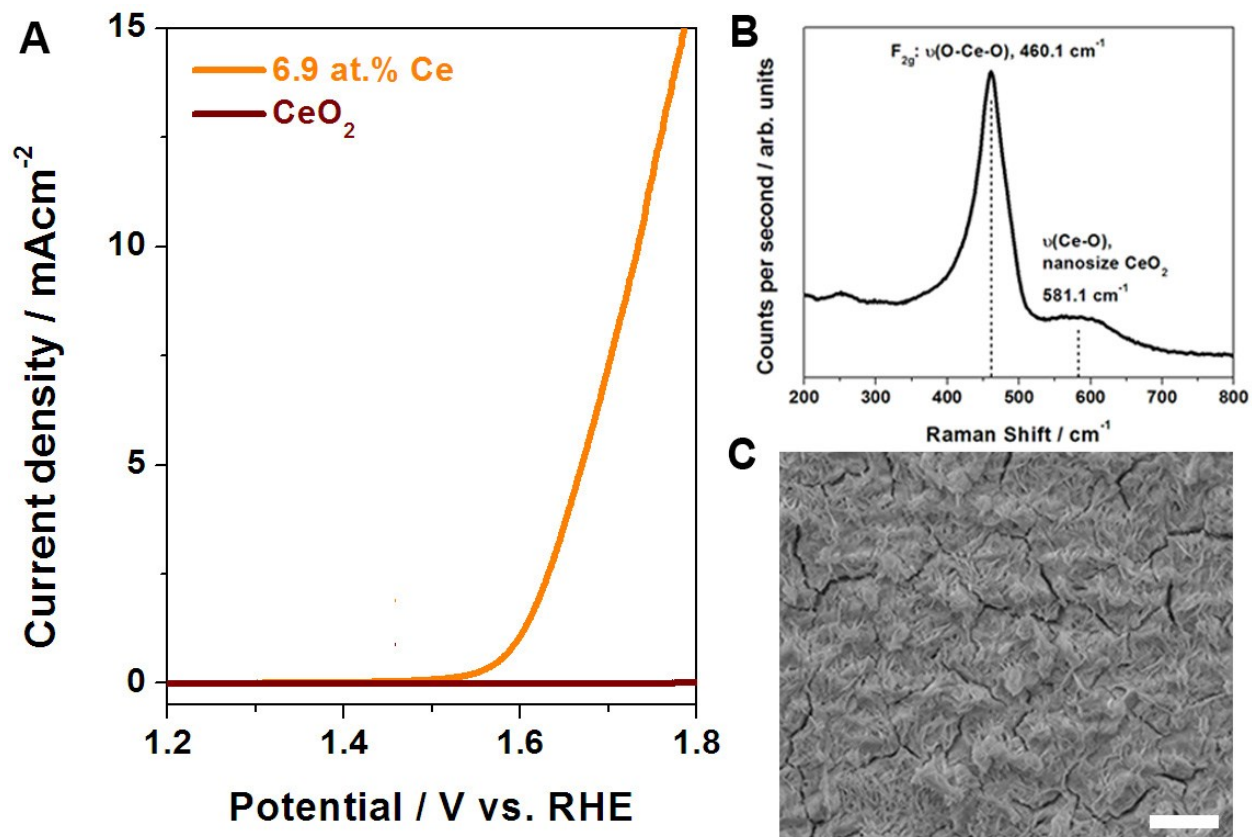 A
15
10
5
0
1.2 1.4 1.6 1.8
Current density / mAcm⁻²
Potential / V vs. RHE
6.9 at.% Ce
CeO₂
B
F₂g: υ(O-Ce-O), 460.1 cm⁻¹
υ(Ce-O),
nanosize CeO₂
581.1 cm⁻¹
Counts per second / arb. units
200 300 400 500 600 700 800
Raman Shift / cm⁻¹
C